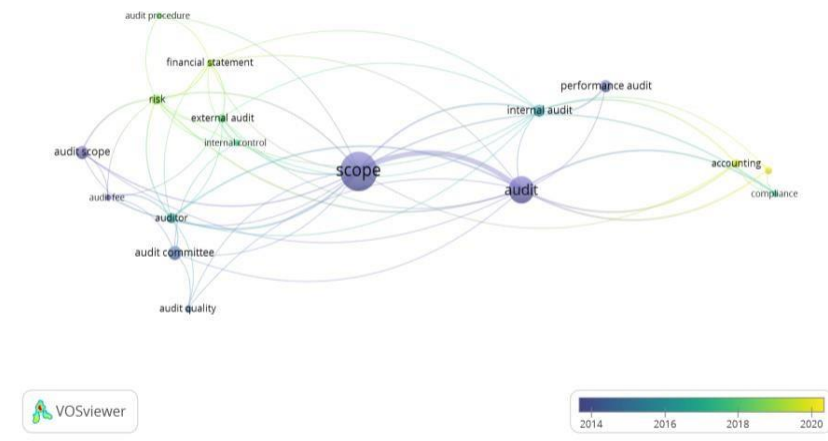 audit procedure
financial statement
performance audit
risk
internal audit
external audit
internal control
audit scope
accounting
scope
audit
compliance
audit fee
auditor
audit committee
audit quality
VOSviewer
2014 2016 2018 2020